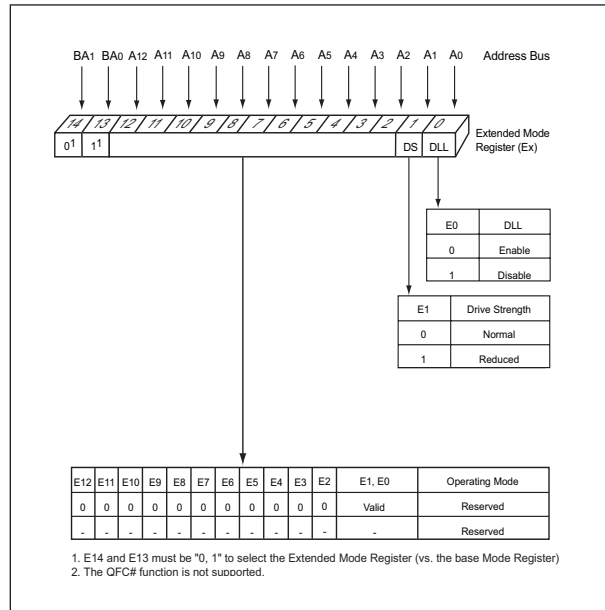 BA1 BA0 A12 A11 A10 A9 A8 A7 A6 A5 A4 A3 A2 A1 A0 Address Bus
14 13 12 11 10 9 8 7 6 5 4 3 2 1 0
0¹ 1¹ DS DLL
Extended Mode
Register (Ex)
E0 DLL
0 Enable
1 Disable
E1 Drive Strength
0 Normal
1 Reduced
E12 E11 E10 E9 E8 E7 E6 E5 E4 E3 E2 E1, E0 Operating Mode
0 0 0 0 0 0 0 0 0 0 0 Valid Reserved
- - - - - - - - - - - - Reserved
1. E14 and E13 must be "0, 1" to select the Extended Mode Register (vs. the base Mode Register)
2. The QFC# function is not supported.